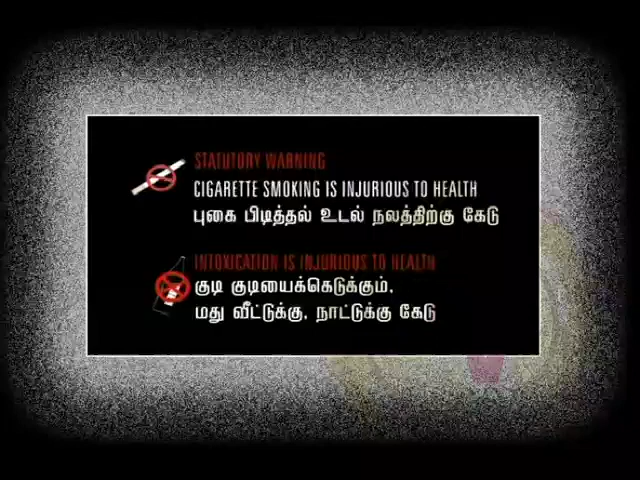 STATUTORY WARNING
CIGARETTE SMOKING IS INJURIOUS TO HEALTH
புகை பிடித்தல் உடல் நலத்திற்கு கேடு
INTOXICATION IS INJURIOUS TO HEALTH
குடி குடியைக்கெடுக்கும்.
மது வீட்டுக்கு. நாட்டுக்கு கேடு